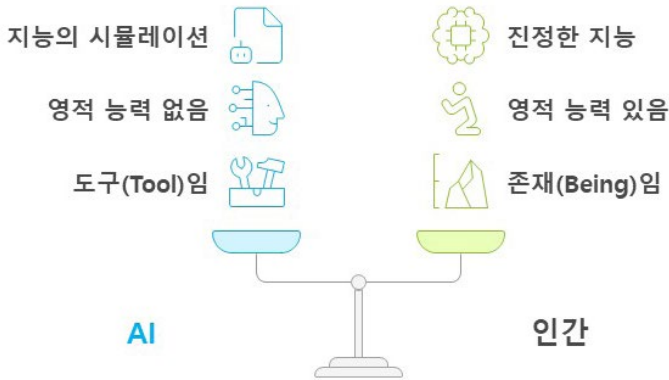 지능의 시뮬레이션
진정한 지능
영적 능력 없음
영적 능력 있음
도구(Tool)임
존재(Being)임
AI
인간